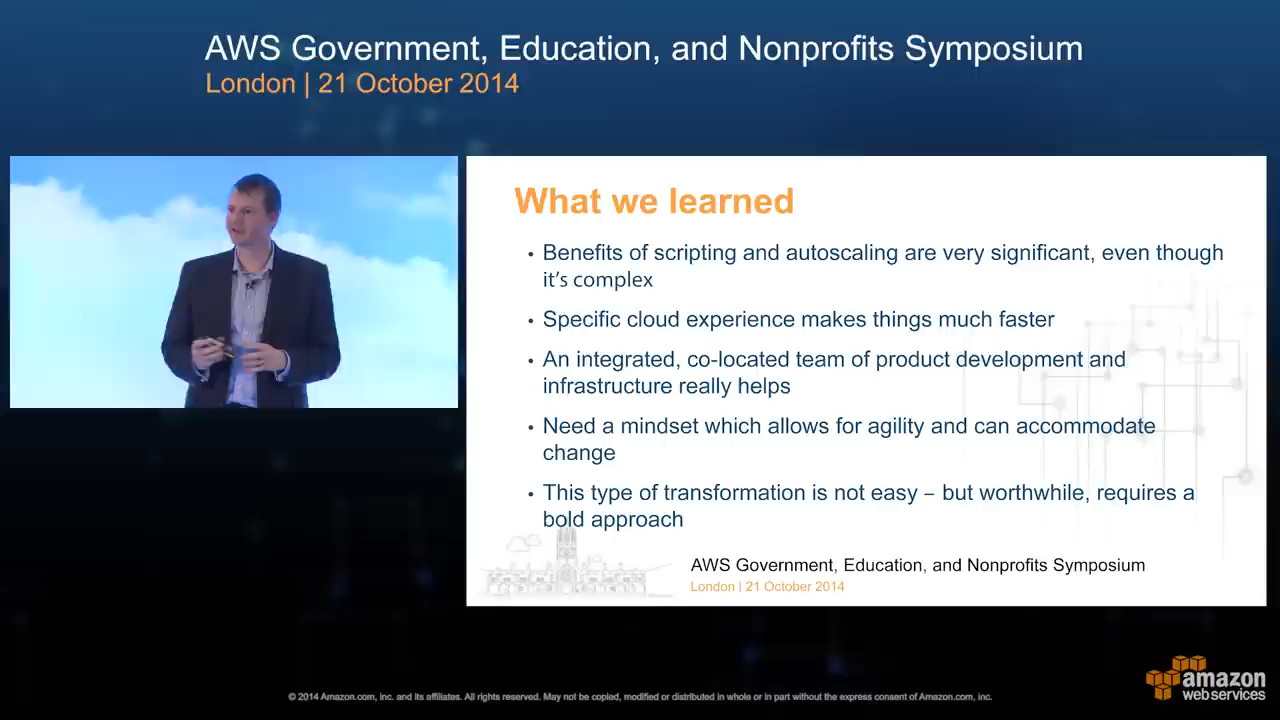 AWS Government, Education, and Nonprofits Symposium
London | 21 October 2014
What we learned
• Benefits of scripting and autoscaling are very significant, even though
it's complex
• Specific cloud experience makes things much faster
• An integrated, co-located team of product development and
infrastructure really helps
• Need a mindset which allows for agility and can accommodate
change
• This type of transformation is not easy – but worthwhile, requires a
bold approach
AWS Government, Education, and Nonprofits Symposium
London | 21 October 2014
amazon
web services
© 2014 Amazon.com, inc. and its affiliates. All rights reserved. May not be copied, modified or distributed in whole or in part without the express consent of Amazon.com, inc.